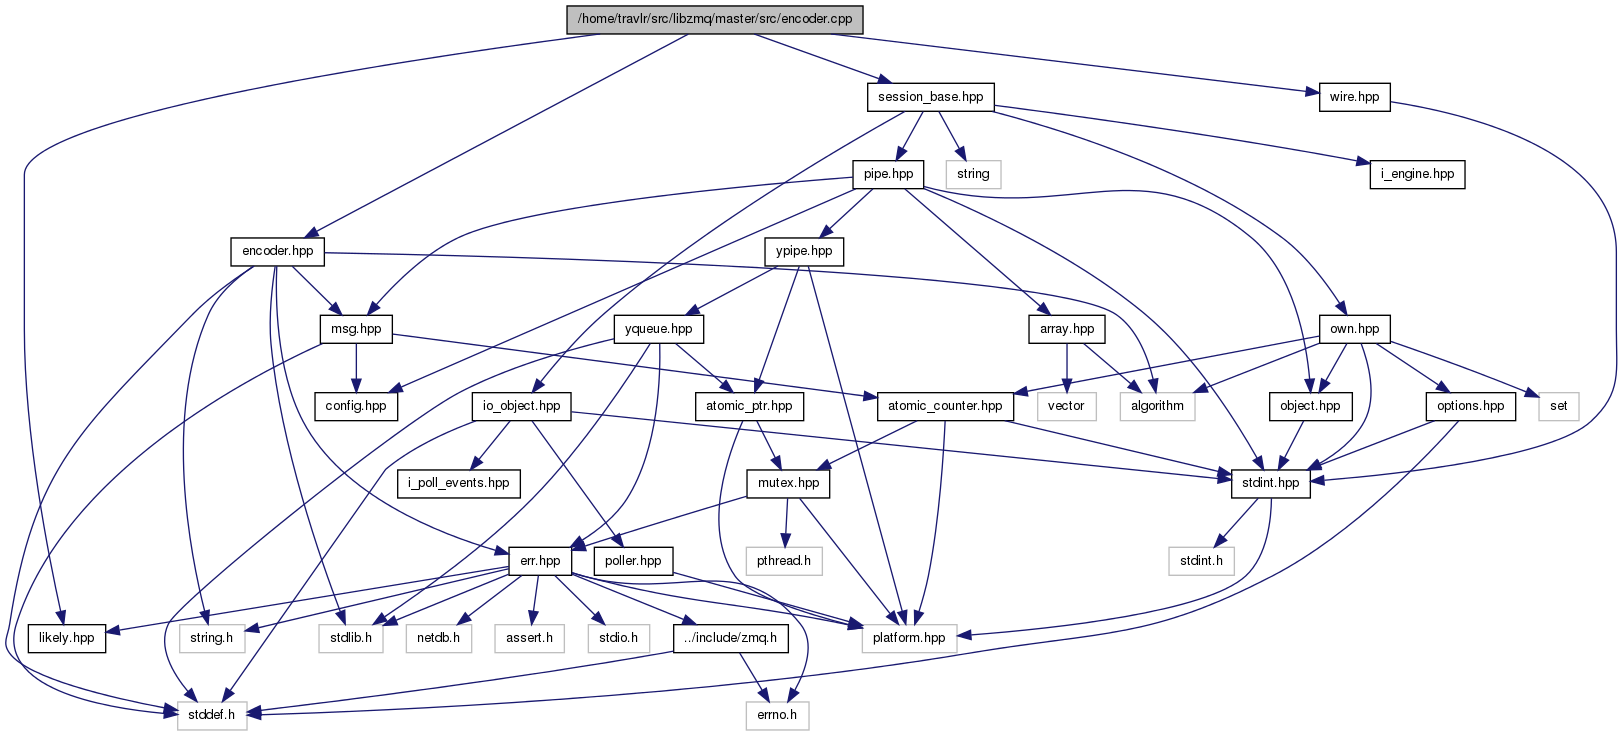 /home/travlr/src/libzmq/master/src/encoder.cpp
session_base.hpp
wire.hpp
pipe.hpp
string
i_engine.hpp
encoder.hpp
ypipe.hpp
msg.hpp
yqueue.hpp
array.hpp
own.hpp
config.hpp
io_object.hpp
atomic_ptr.hpp
atomic_counter.hpp
vector
algorithm
object.hpp
options.hpp
set
i_poll_events.hpp
mutex.hpp
stdint.hpp
err.hpp
poller.hpp
pthread.h
stdint.h
likely.hpp
string.h
stdlib.h
netdb.h
assert.h
stdio.h
../include/zmq.h
platform.hpp
stddef.h
errno.h